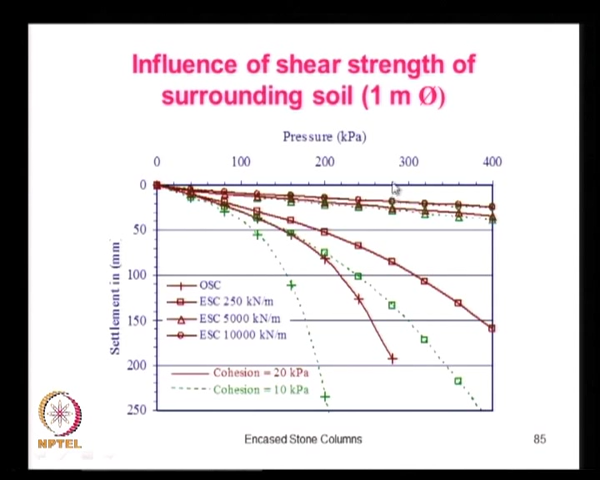 Influence of shear strength of
surrounding soil (1 m Ø)
Pressure (kPa)
0 100 200 300 400
0
50
100
150
200
250
Settlement in (mm
OSC
ESC 250 kN/m
ESC 5000 kN/m
ESC 10000 kN/m
Cohesion = 20 kPa
Cohesion = 10 kPa
NPTEL
Encased Stone Columns
85